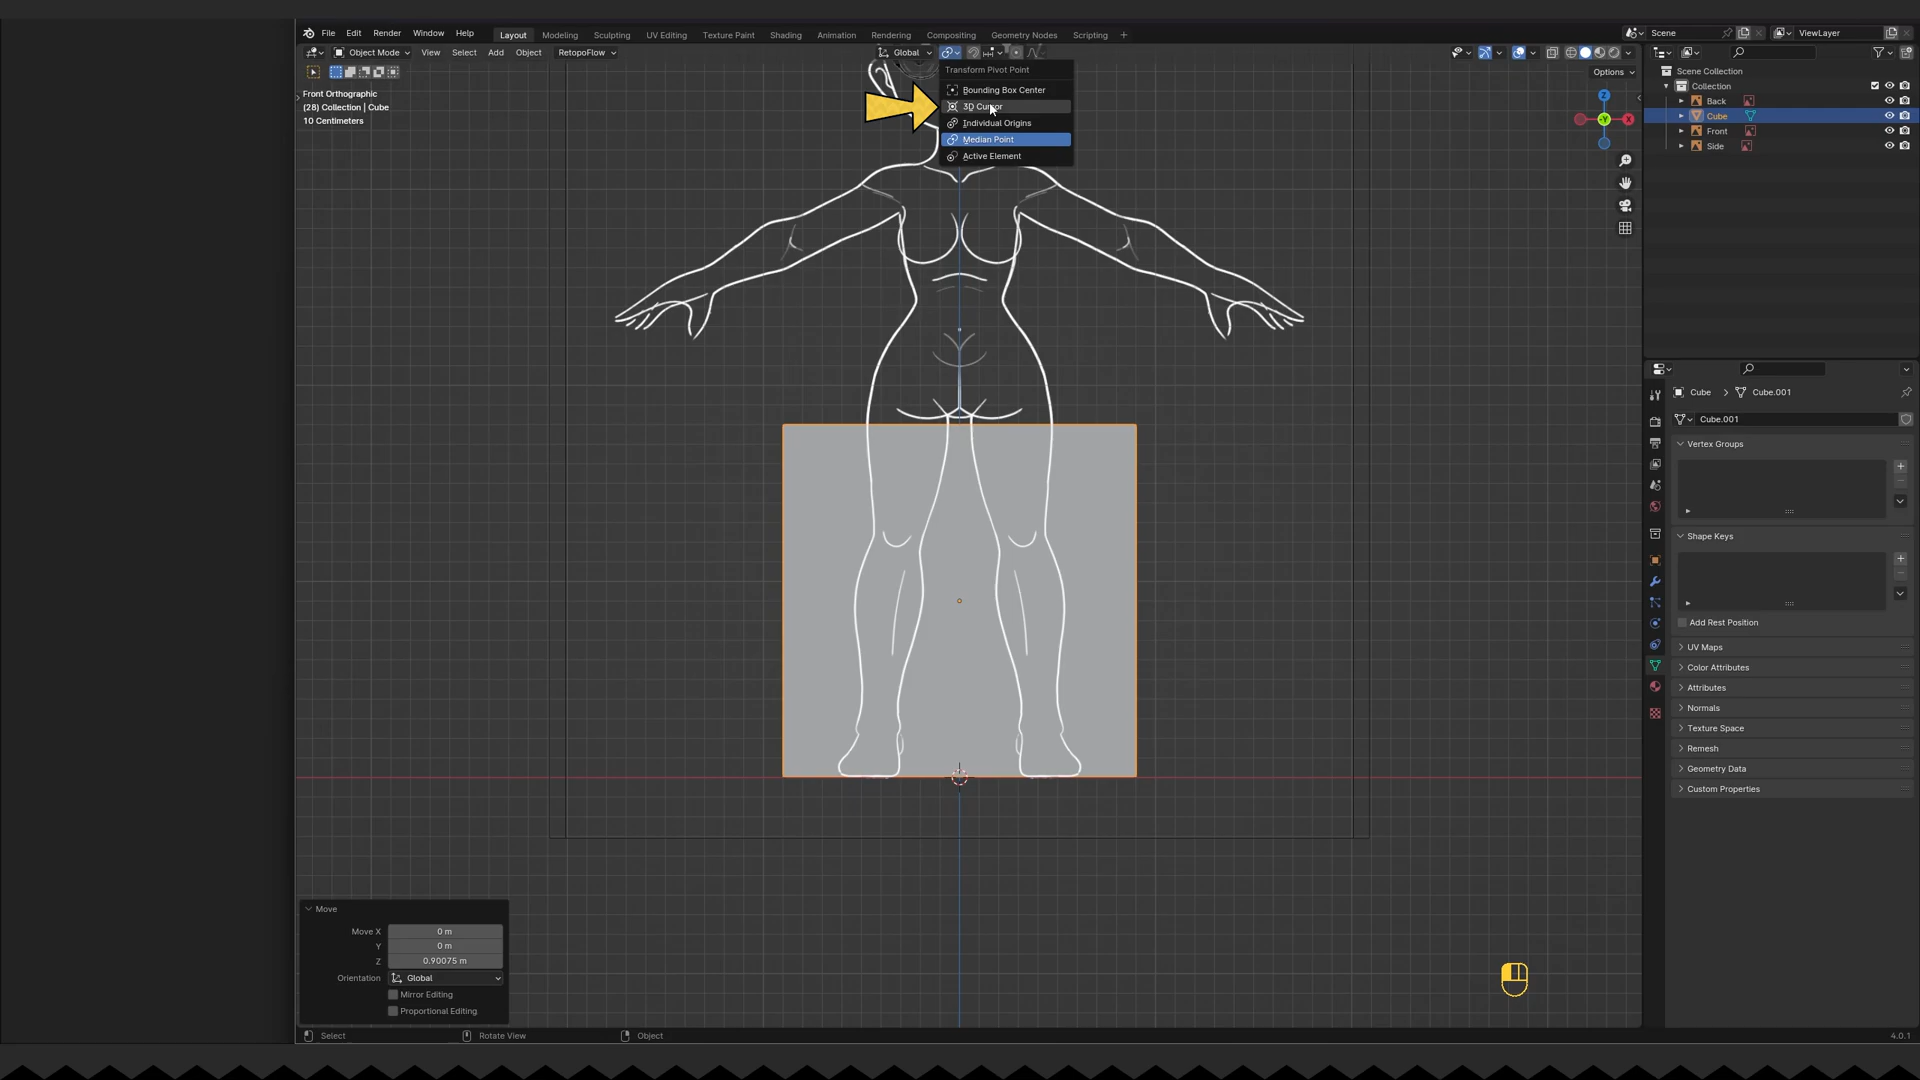 File Edit Render Window Help Layout Modeling Sculpting UV Editing Texture Paint Shading Animation Rendering Compositing Geometry Nodes Scripting + Scene ViewLayer
Object Mode View Select Add Object RetopoFlow Global
Options
Front Orthographic
(28) Collection | Cube
10 Centimeters
Transform Pivot Point
Bounding Box Center
3D Cursor
Individual Origins
Median Point
Active Element
Z
-Y
X
Scene Collection
Collection
Back
Cube
Front
Side
Cube > Cube.001
Cube.001
Vertex Groups
Shape Keys
Add Rest Position
UV Maps
Color Attributes
Attributes
Normals
Texture Space
Remesh
Geometry Data
Custom Properties
Move
Move X 0 m
Y 0 m
Z 0.90075 m
Orientation Global
Mirror Editing
Proportional Editing
Select Rotate View Object 4.0.1